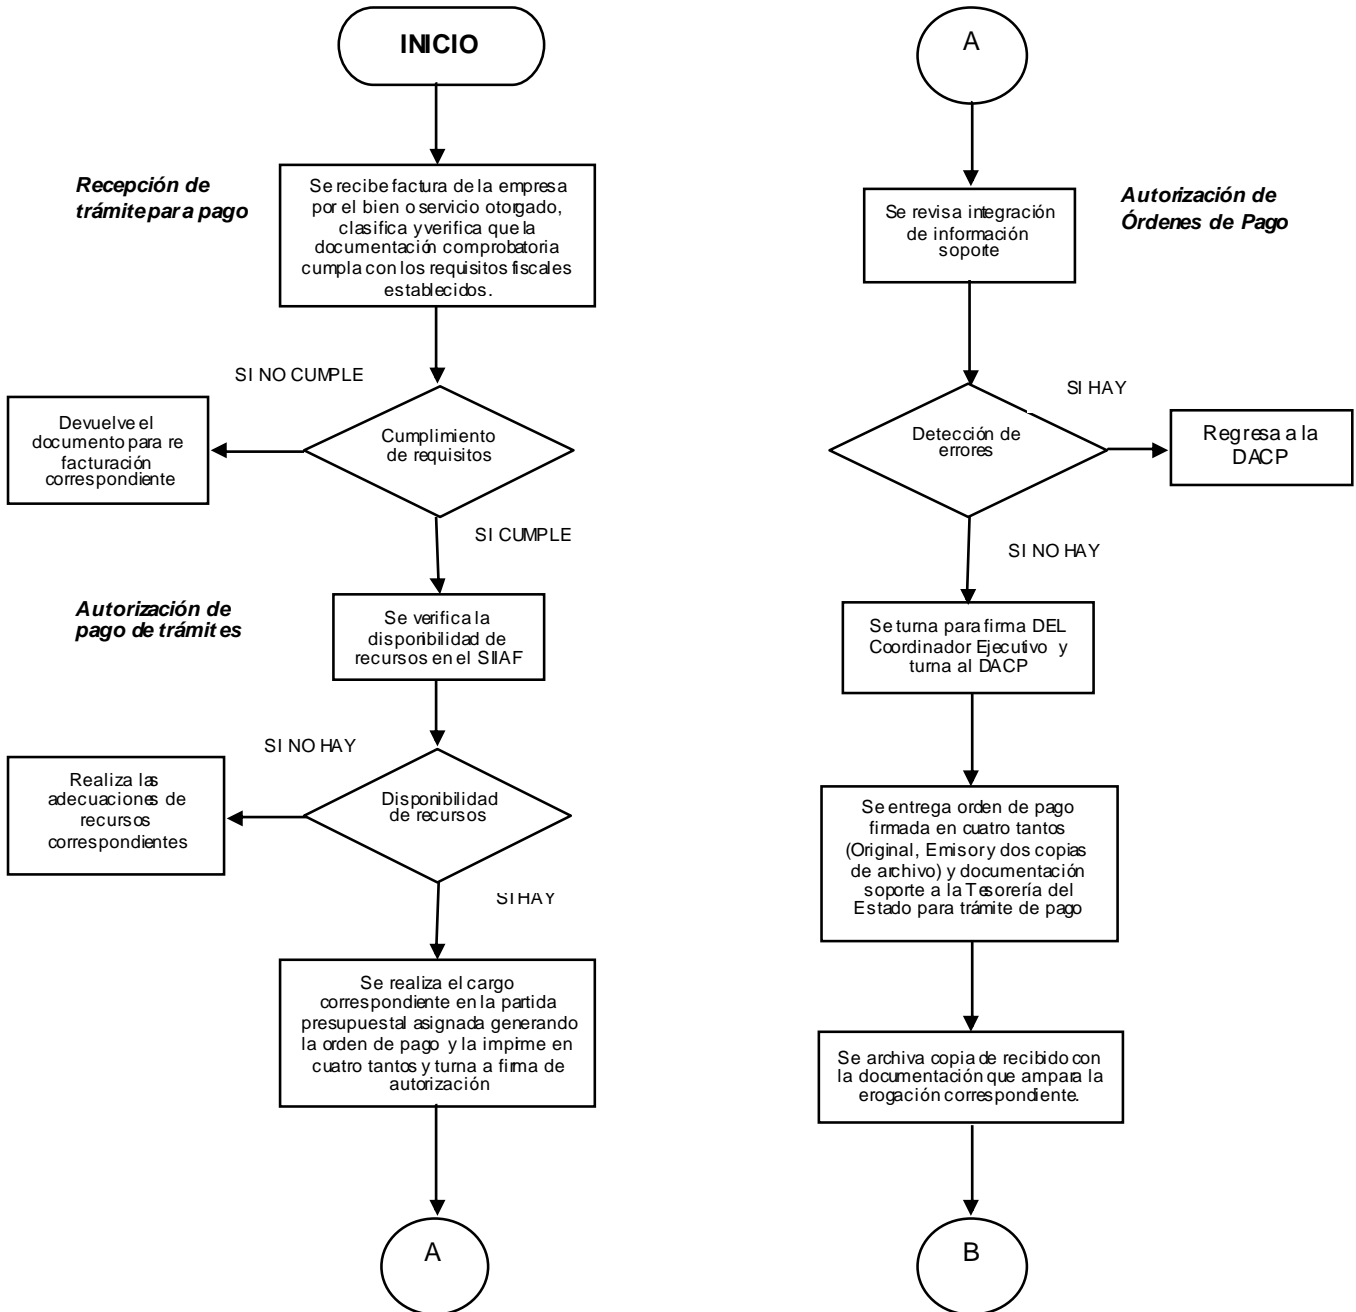 INICIO
Recepción de
trámite para pago
Se recibe factura de la empresa
por el bien o servicio otorgado,
clasifica y verifica que la
documentación comprobatoria
cumpla con los requisitos fiscales
establecidos.
SI NO CUMPLE
Devuelve el
documento para re
facturación
correspondiente
Cumplimiento
de requisitos
SI CUMPLE
Autorización de
pago de trámites
Se verifica la
disponibilidad de
recursos en el SIIAF
SI NO HAY
Realiza las
adecuaciones de
recursos
correspondientes
Disponibilidad
de recursos
SI HAY
Se realiza el cargo
correspondiente en la partida
presupuestal asignada generando
la orden de pago y la imprime en
cuatro tantos y turna a firma de
autorización
A
A
Se revisa integración
de información
soporte
Autorización de
Órdenes de Pago
Detección de
errores
SI HAY
Regresa a la
DACP
SI NO HAY
Se turna para firma DEL
Coordinador Ejecutivo y
turna al DACP
Se entrega orden de pago
firmada en cuatro tantos
(Original, Emisor y dos copias
de archivo) y documentación
soporte a la Tesorería del
Estado para trámite de pago
Se archiva copia de recibido con
la documentación que ampara la
erogación correspondiente.
B